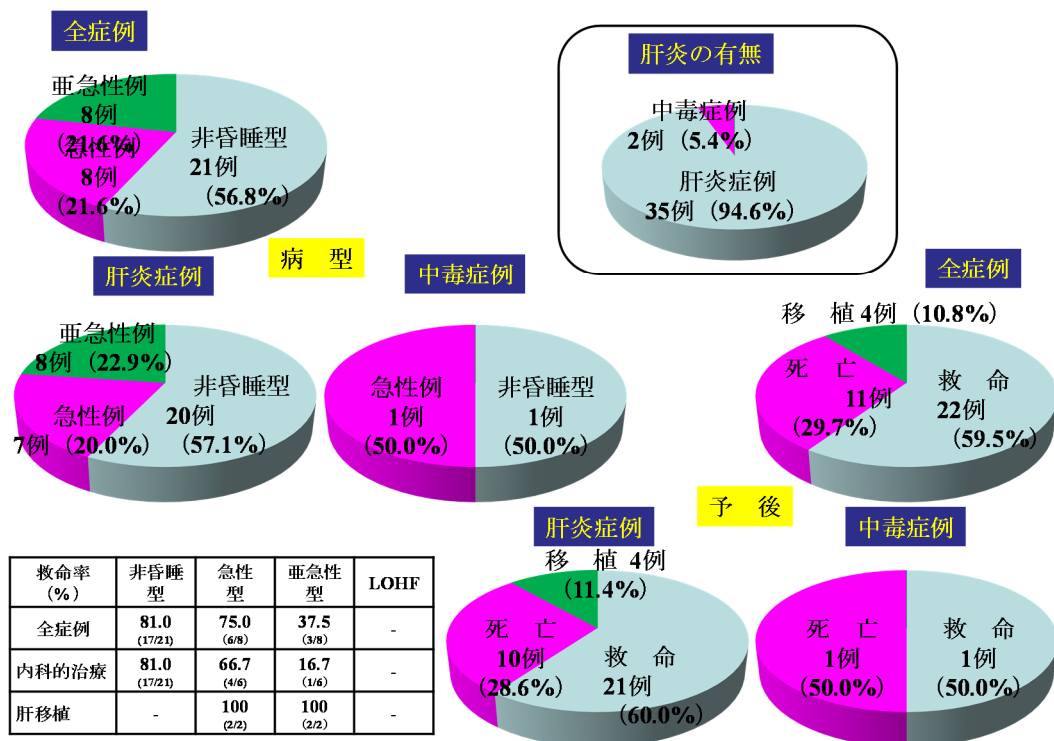 全症例
亜急性例
8例
(21.6%)
急性例
8例
(21.6%)
非昏睡型
21例
(56.8%)
肝炎の有無
中毒症例
2例（5.4%）
肝炎症例
35例（94.6%）
病　型
肝炎症例
亜急性例
8例（22.9%）
急性例
7例（20.0%）
非昏睡型
20例
（57.1%）
中毒症例
急性例
1例
(50.0%)
非昏睡型
1例
(50.0%)
全症例
移　植 4例（10.8%）
死　亡
11例
(29.7%)
救　命
22例
(59.5%)
予　後
肝炎症例
移　植 4例
(11.4%)
死　亡
10例
(28.6%)
救　命
21例
(60.0%)
中毒症例
死　亡
1例
(50.0%)
救　命
1例
(50.0%)
救命率
（%）
非昏睡
型
急性
型
亜急性
型
LOHF
全症例
81.0
(17/21)
75.0
(6/8)
37.5
(3/8)
-
内科的治療
81.0
(17/21)
66.7
(4/6)
16.7
(1/6)
-
肝移植
-
100
(2/2)
100
(2/2)
-